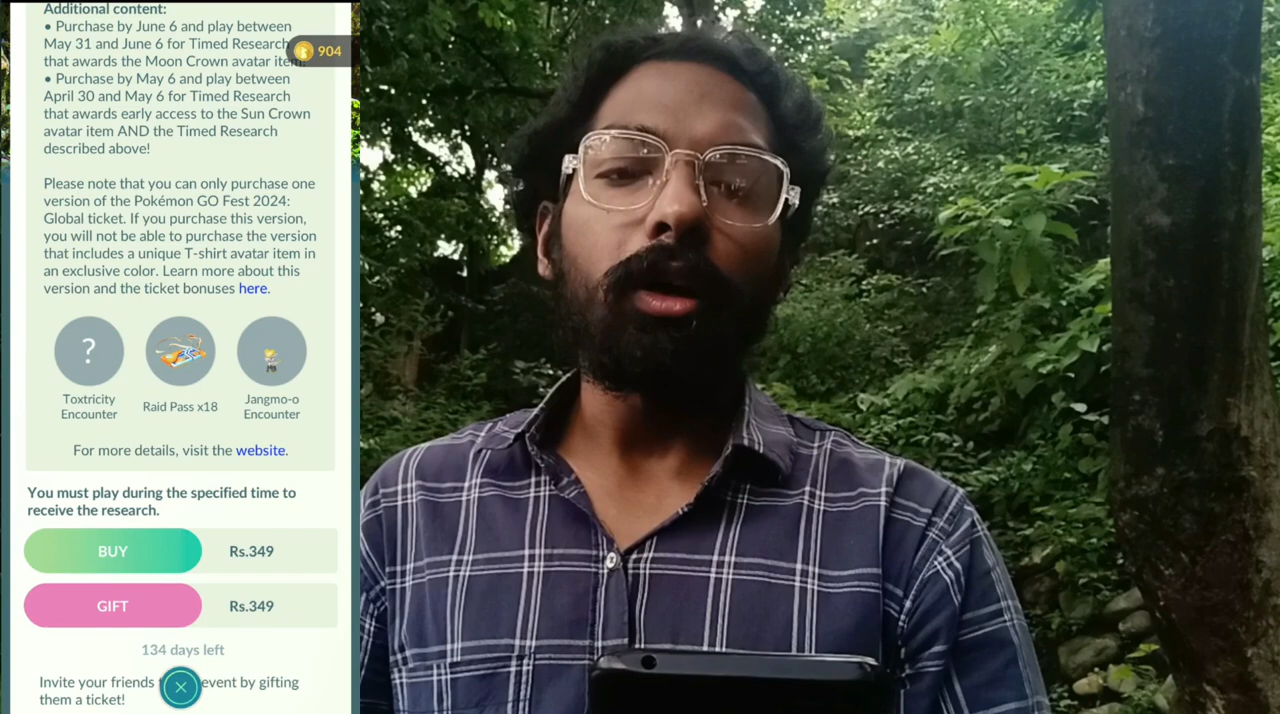 Additional content:
• Purchase by June 6 and play between
May 31 and June 6 for Timed Research
904
that awards the Moon Crown avatar item
• Purchase by May 6 and play between
April 30 and May 6 for Timed Research
that awards early access to the Sun Crown
avatar item AND the Timed Research
described above!
Please note that you can only purchase one
version of the Pokémon GO Fest 2024:
Global ticket. If you purchase this version,
you will not be able to purchase the version
that includes a unique T-shirt avatar item in
an exclusive color. Learn more about this
version and the ticket bonuses here.
?
Toxtricity
Encounter
Raid Pass x18
Jangmo-o
Encounter
For more details, visit the website.
You must play during the specified time to
receive the research.
BUY Rs.349
GIFT Rs.349
134 days left
Invite your friends event by gifting
them a ticket!